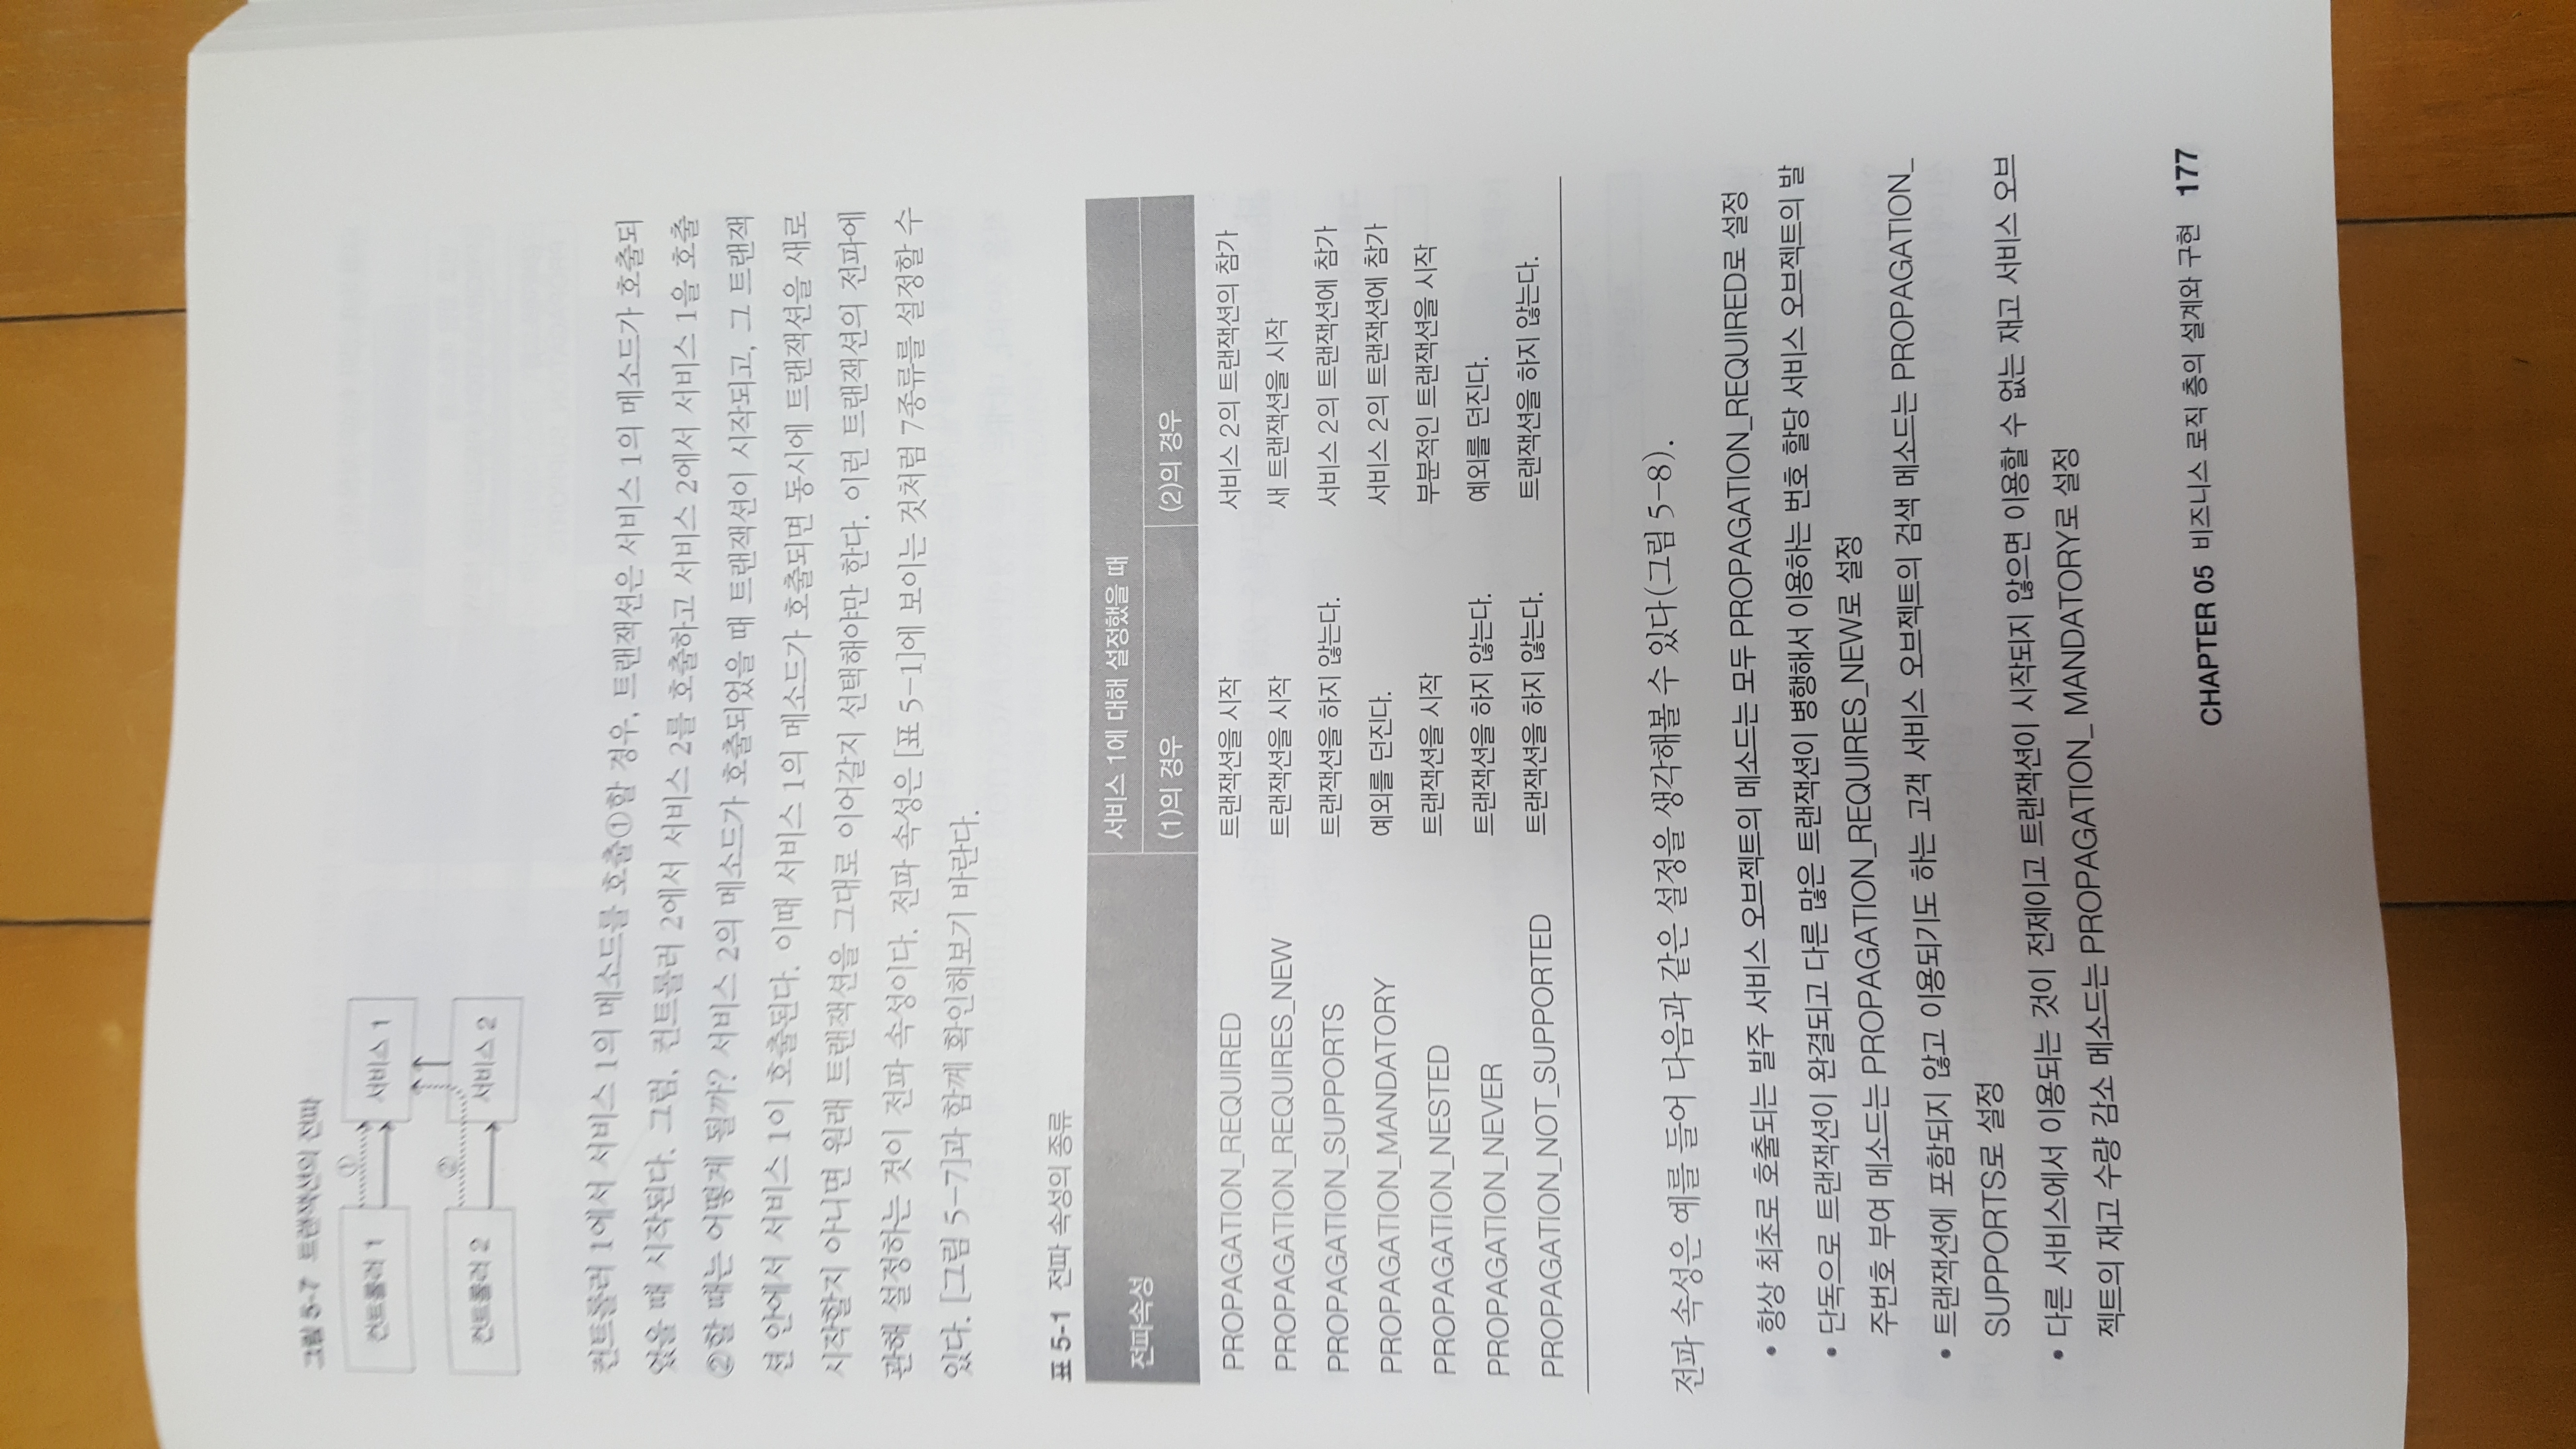 그림 5-7 트랜잭션의 전파
①
컨트롤러 1
서비스 1
②
컨트롤러 2
서비스 2
컨트롤러 1에서 서비스 1의 메소드를 호출①할 경우, 트랜잭션은 서비스 1의 메소드가 호출되
었을 때 시작된다. 그럼, 컨트롤러 2에서 서비스 2를 호출하고 서비스 2에서 서비스 1을 호출
②할 때는 어떻게 될까? 서비스 2의 메소드가 호출되었을 때 트랜잭션이 시작되고, 그 트랜잭
션 안에서 서비스 1이 호출된다. 이때 서비스 1의 메소드가 호출되면 동시에 트랜잭션을 새로
시작할지 아니면 원래 트랜잭션을 그대로 이어갈지 선택해야만 한다. 이런 트랜잭션의 전파에
관해 설정하는 것이 전파 속성이다. 전파 속성은 [표 5-1]에 보이는 것처럼 7종류를 설정할 수
있다. [그림 5-7]과 함께 확인해보기 바란다.
표 5-1 전파 속성의 종류
전파속성 서비스 1에 대해 설정했을 때
(1)의 경우 (2)의 경우
PROPAGATION_REQUIRED 트랜잭션을 시작 서비스 2의 트랜잭션의 참가
PROPAGATION_REQUIRES_NEW 트랜잭션을 시작 새 트랜잭션을 시작
PROPAGATION_SUPPORTS 트랜잭션을 하지 않는다. 서비스 2의 트랜잭션에 참가
PROPAGATION_MANDATORY 예외를 던진다. 서비스 2의 트랜잭션에 참가
PROPAGATION_NESTED 트랜잭션을 시작 부분적인 트랜잭션을 시작
PROPAGATION_NEVER 트랜잭션을 하지 않는다. 예외를 던진다.
PROPAGATION_NOT_SUPPORTED 트랜잭션을 하지 않는다. 트랜잭션을 하지 않는다.
전파 속성은 예를 들어 다음과 같은 설정을 생각해볼 수 있다(그림 5-8).
• 항상 최초로 호출되는 발주 서비스 오브젝트의 메소드는 모두 PROPAGATION_REQUIRED로 설정
• 단독으로 트랜잭션이 완결되고 다른 많은 트랜잭션이 병행해서 이용하는 번호 할당 서비스 오브젝트의 발
주번호 부여 메소드는 PROPAGATION_REQUIRES_NEW로 설정
• 트랜잭션에 포함되지 않고 이용되기도 하는 고객 서비스 오브젝트의 검색 메소드는 PROPAGATION_
SUPPORTS로 설정
• 다른 서비스에서 이용되는 것이 전제이고 트랜잭션이 시작되지 않으면 이용할 수 없는 재고 서비스 오브
젝트의 재고 수량 감소 메소드는 PROPAGATION_ MANDATORY로 설정
CHAPTER 05 비즈니스 로직 층의 설계와 구현 177